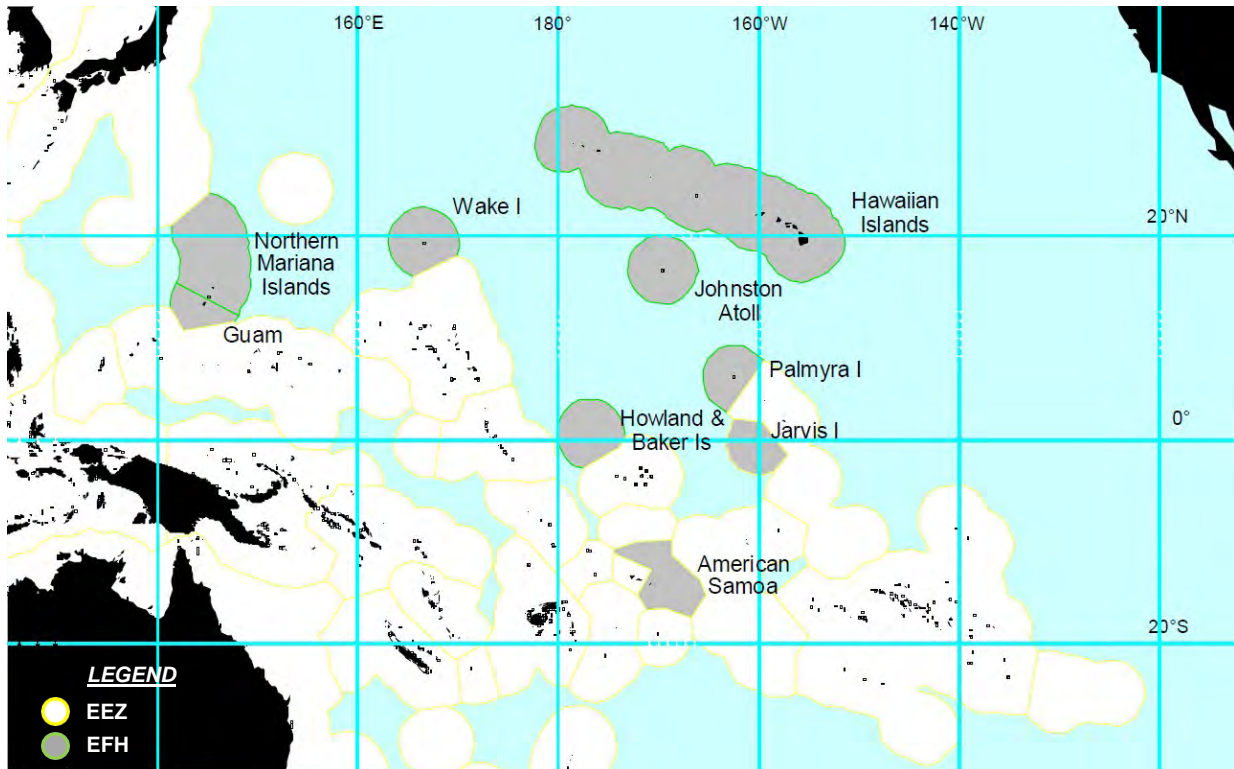 160°E
180°
160°W
140°W
Wake I
Hawaiian
Islands
20°N
Northern
Mariana
Islands
Johnston
Atoll
Guam
Palmyra I
Howland &
Baker Is
Jarvis I
0°
American
Samoa
20°S
LEGEND
EEZ
EFH